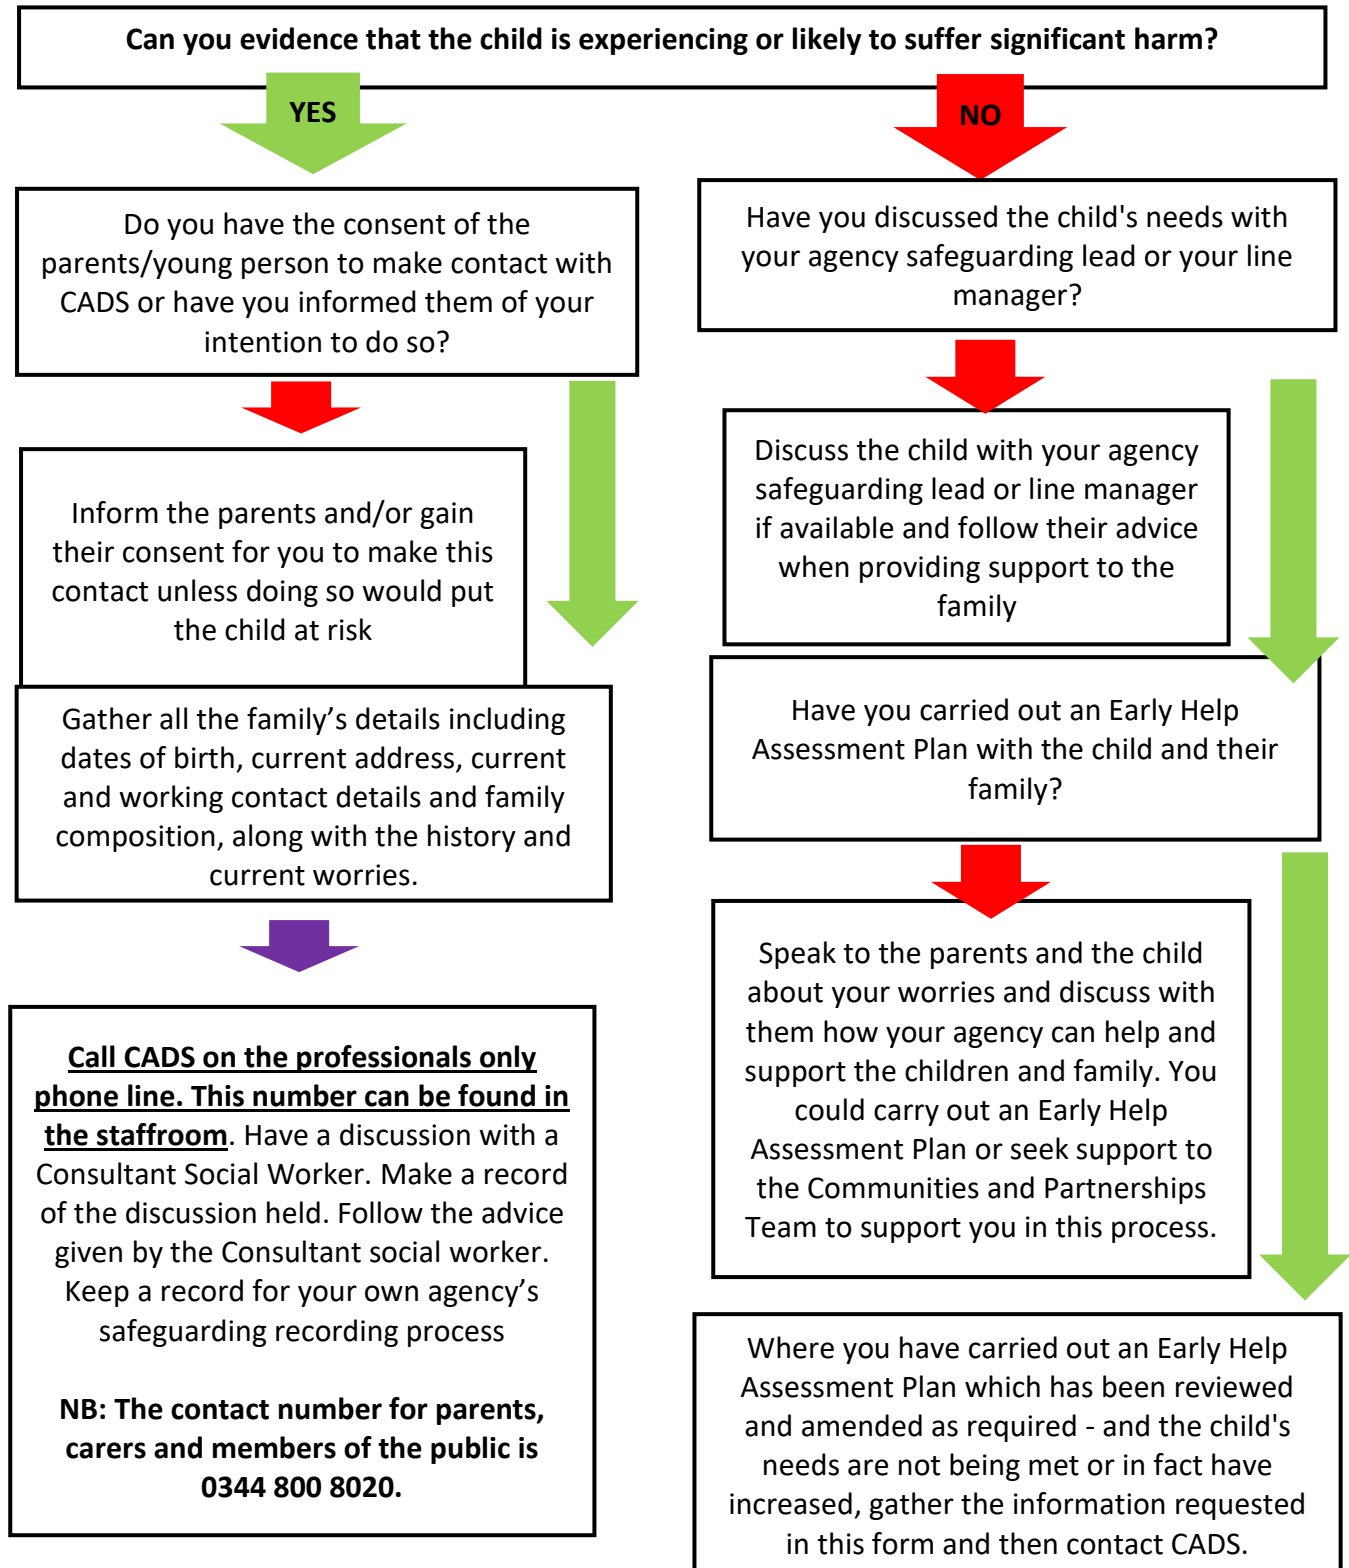 Can you evidence that the child is experiencing or likely to suffer significant harm?
YES
NO
Do you have the consent of the
parents/young person to make contact with
CADS or have you informed them of your
intention to do so?
Inform the parents and/or gain
their consent for you to make this
contact unless doing so would put
the child at risk
Gather all the family’s details including
dates of birth, current address, current
and working contact details and family
composition, along with the history and
current worries.
Call CADS on the professionals only
phone line. This number can be found in
the staffroom. Have a discussion with a
Consultant Social Worker. Make a record
of the discussion held. Follow the advice
given by the Consultant social worker.
Keep a record for your own agency’s
safeguarding recording process
NB: The contact number for parents,
carers and members of the public is
0344 800 8020.
Have you discussed the child's needs with
your agency safeguarding lead or your line
manager?
Discuss the child with your agency
safeguarding lead or line manager
if available and follow their advice
when providing support to the
family
Have you carried out an Early Help
Assessment Plan with the child and their
family?
Speak to the parents and the child
about your worries and discuss with
them how your agency can help and
support the children and family. You
could carry out an Early Help
Assessment Plan or seek support to
the Communities and Partnerships
Team to support you in this process.
Where you have carried out an Early Help
Assessment Plan which has been reviewed
and amended as required - and the child's
needs are not being met or in fact have
increased, gather the information requested
in this form and then contact CADS.